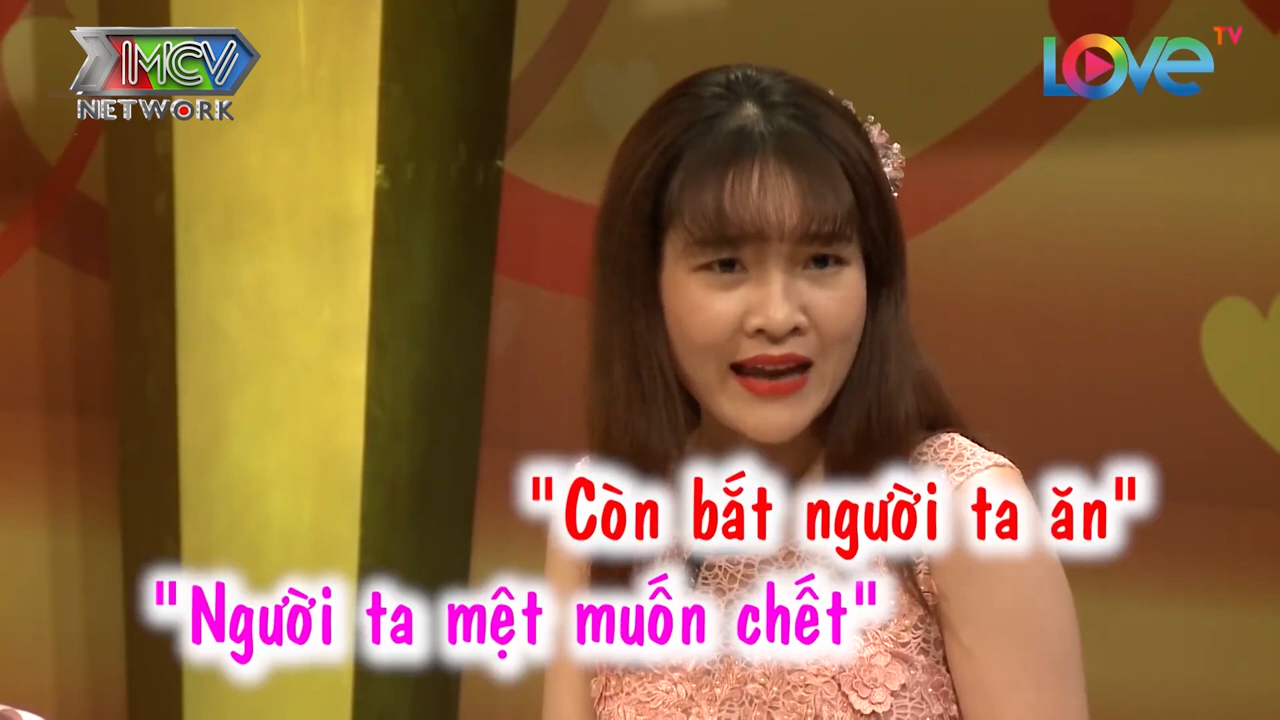 MCV
NETWORK
LOVE TV
"Còn bắt người ta ăn"
"Người ta mệt muốn chết"